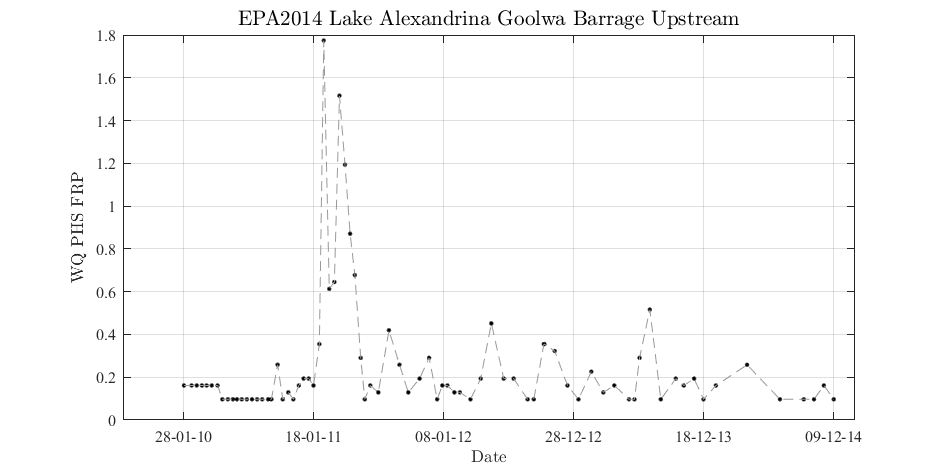 EPA2014 Lake Alexandrina Goolwa Barrage Upstream
1.8
1.6
1.4
1.2
1
0.8
0.6
0.4
0.2
0
WQ PHS FRP
28-01-10 18-01-11 08-01-12 28-12-12 18-12-13 09-12-14
Date